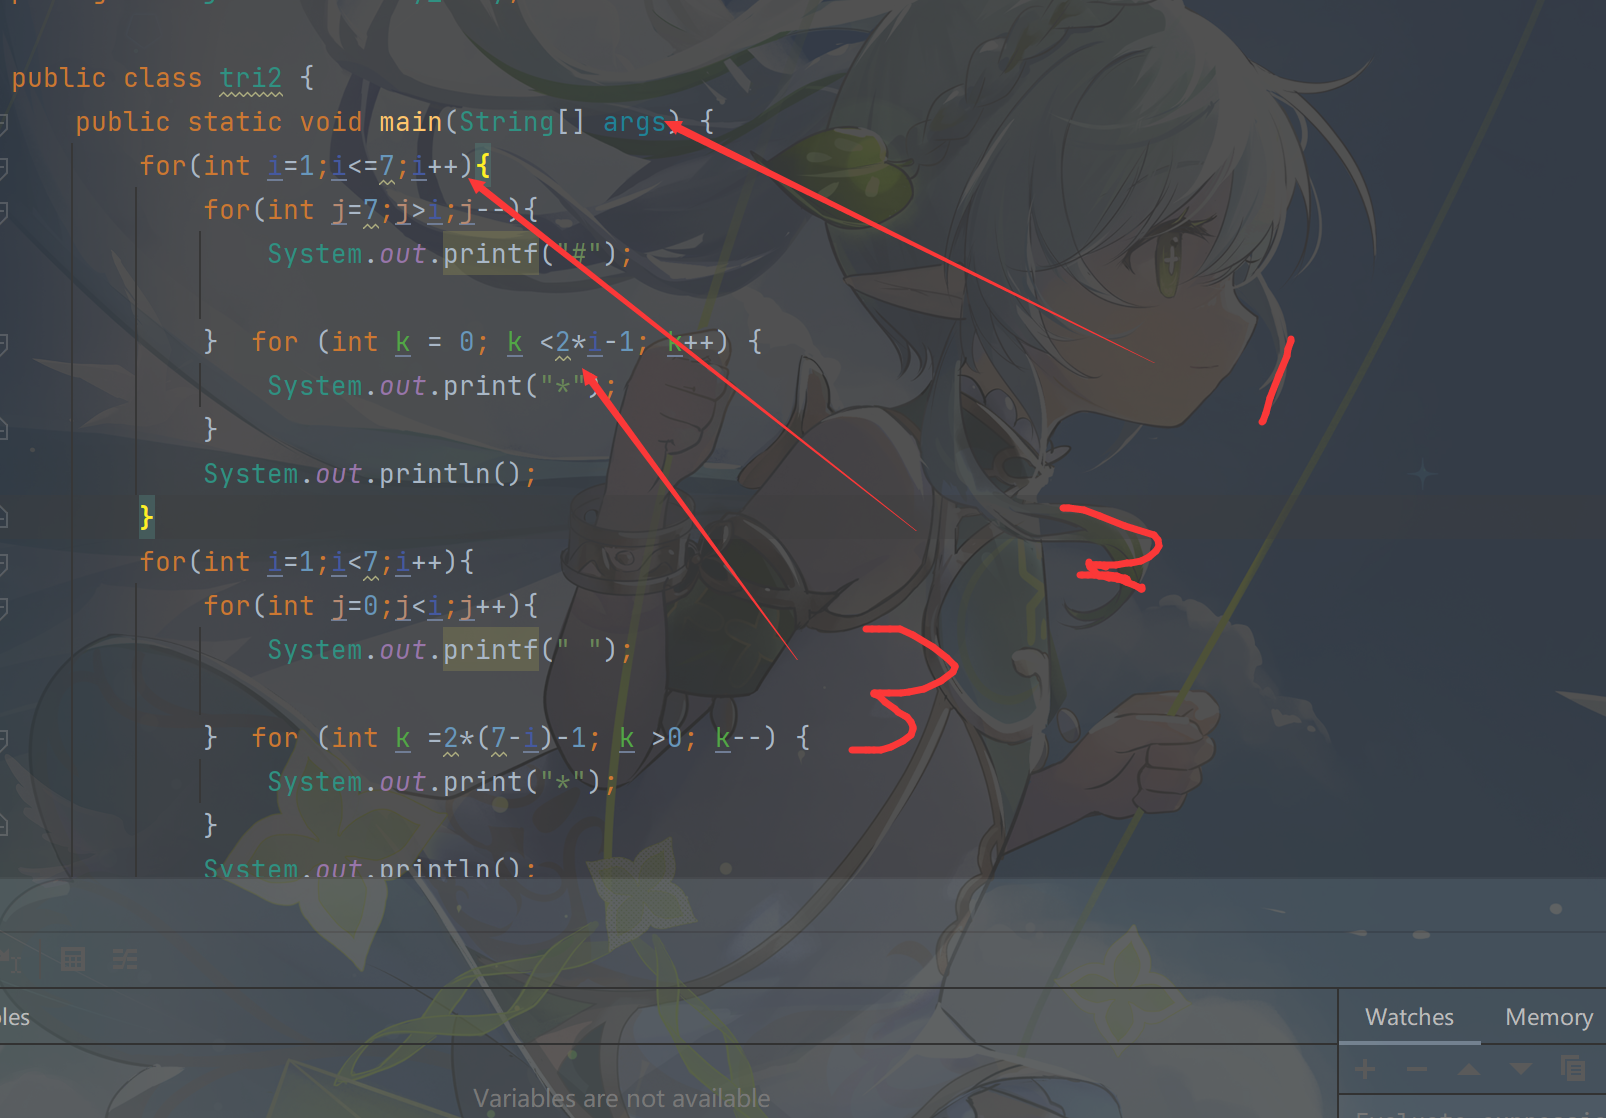 public class tri2 {
public static void main(String[] args) {
for(int i=1;i<=7;i++){
for(int j=7;j>i;j--){
System.out.printf("#");
} for (int k = 0; k <2*i-1; k++) {
System.out.print("*");
}
System.out.println();
}
for(int i=1;i<7;i++){
for(int j=0;j<i;j++){
System.out.printf(" ");
} for (int k =2*(7-i)-1; k >0; k--) {
System.out.print("*");
}
System.out.println();
1
2
3
les
Watches Memory
Variables are not available